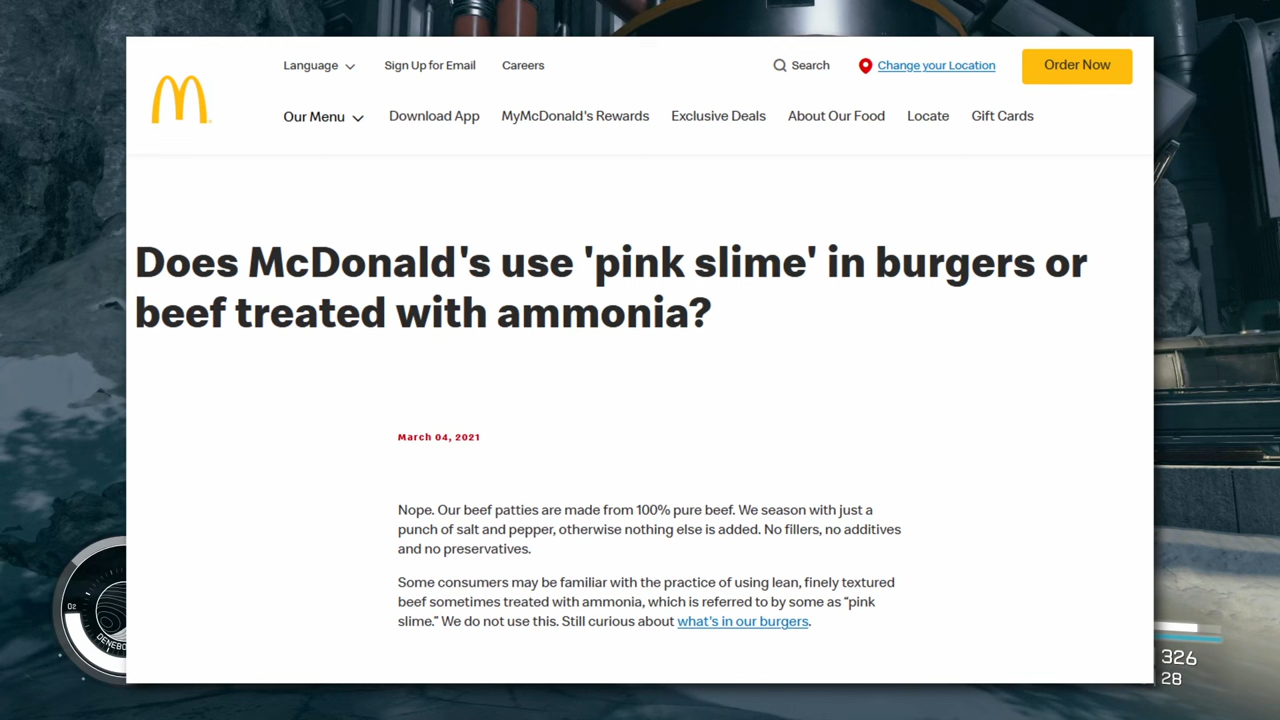 Language
Sign Up for Email
Careers
Search
Change your Location
Order Now
Our Menu
Download App
MyMcDonald's Rewards
Exclusive Deals
About Our Food
Locate
Gift Cards
Does McDonald's use 'pink slime' in burgers or
beef treated with ammonia?
March 04, 2021
Nope. Our beef patties are made from 100% pure beef. We season with just a
punch of salt and pepper, otherwise nothing else is added. No fillers, no additives
and no preservatives.
Some consumers may be familiar with the practice of using lean, finely textured
beef sometimes treated with ammonia, which is referred to by some as “pink
slime.” We do not use this. Still curious about what's in our burgers.
O2
326
28